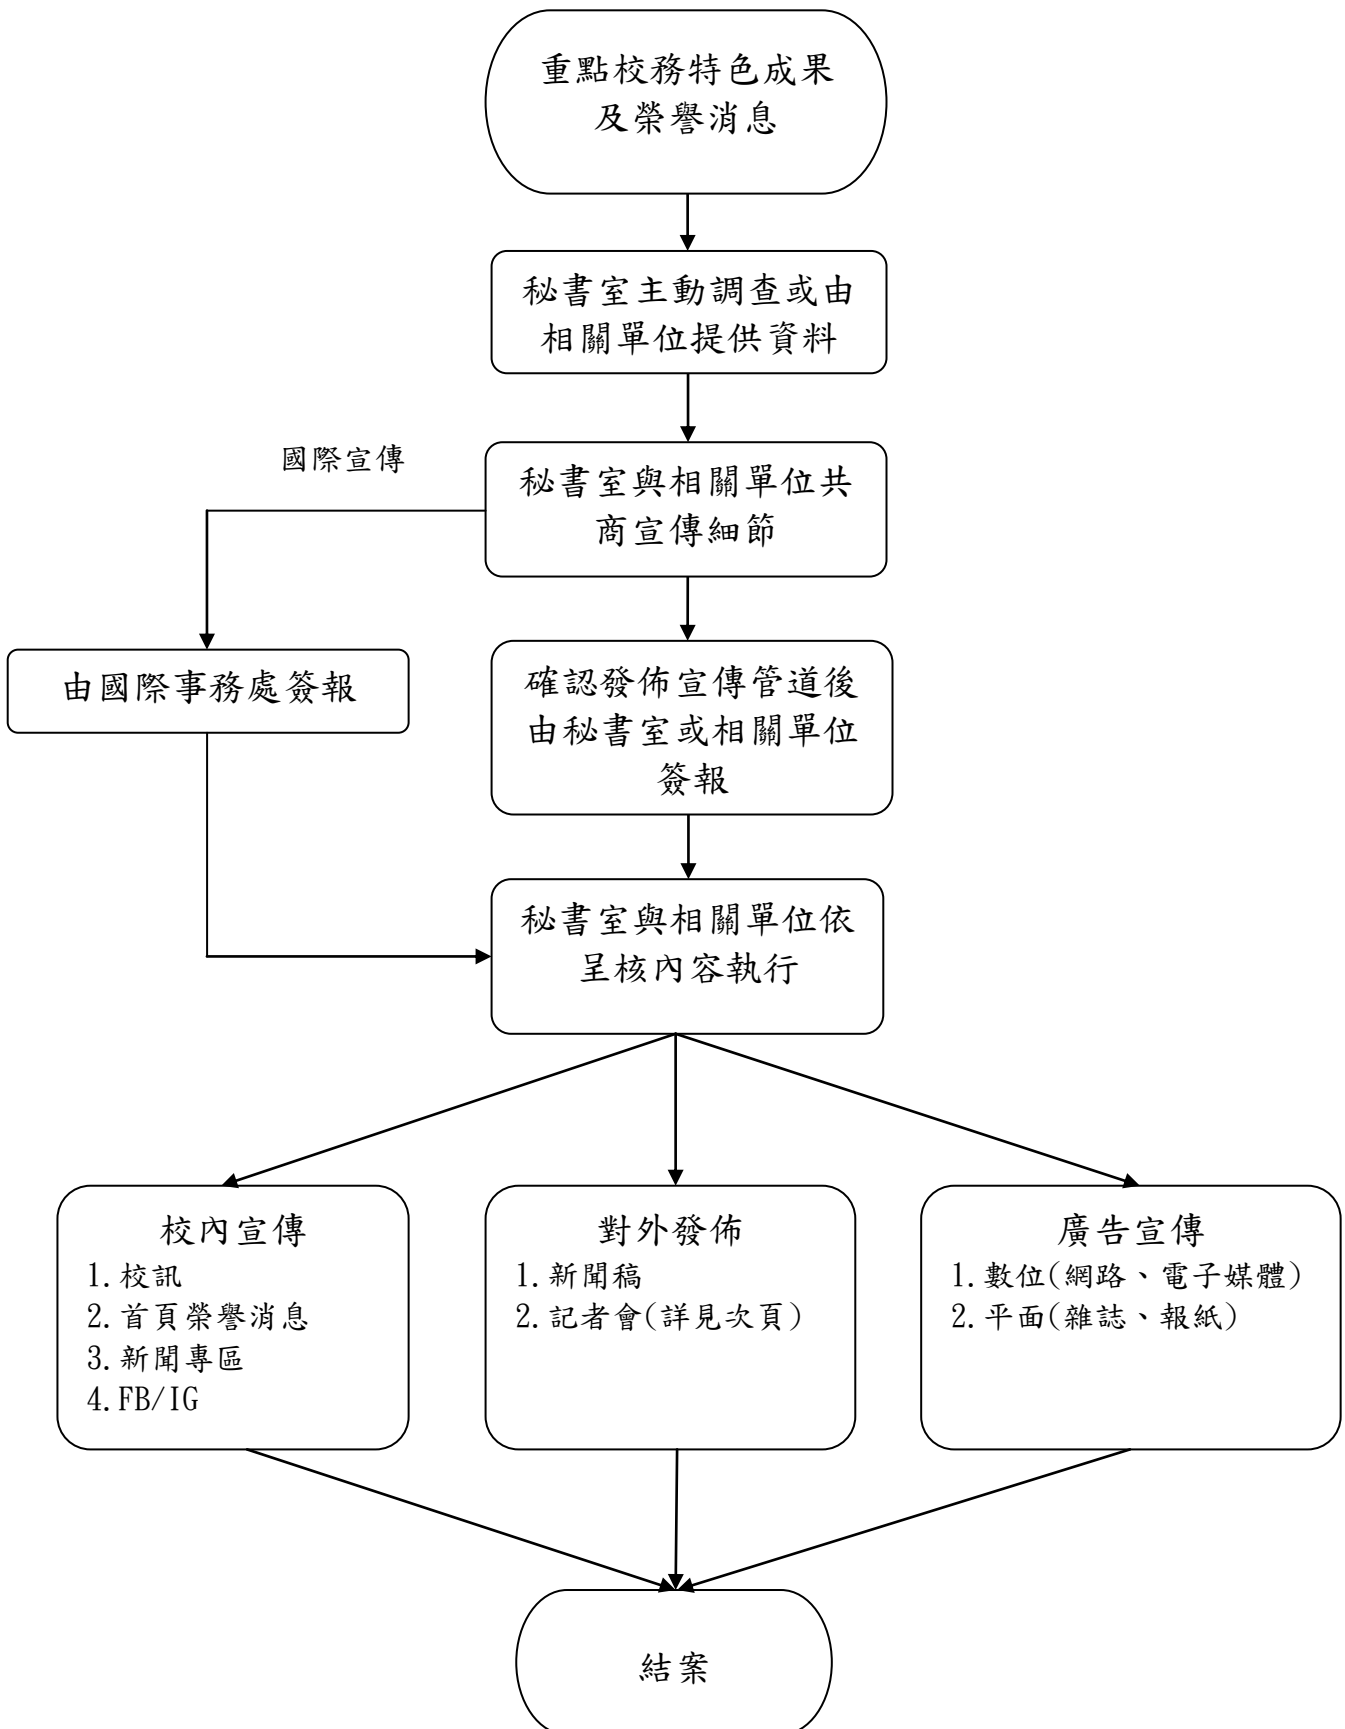 重點校務特色成果
及榮譽消息
秘書室主動調查或由
相關單位提供資料
國際宣傳
秘書室與相關單位共
商宣傳細節
由國際事務處簽報
確認發佈宣傳管道後
由秘書室或相關單位
簽報
秘書室與相關單位依
呈核內容執行
校內宣傳
1.校訊
2.首頁榮譽消息
3.新聞專區
4.FB/IG
對外發佈
1.新聞稿
2.記者會(詳見次頁)
廣告宣傳
1.數位(網路、電子媒體)
2.平面(雜誌、報紙)
結案